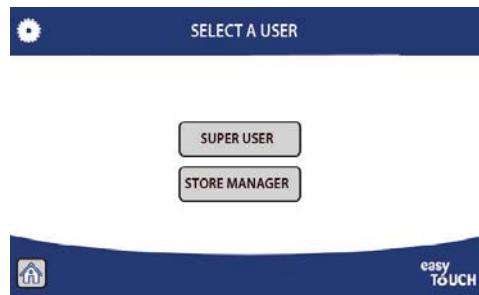 SELECT A USER
SUPER USER
STORE MANAGER
easy
TOUCH